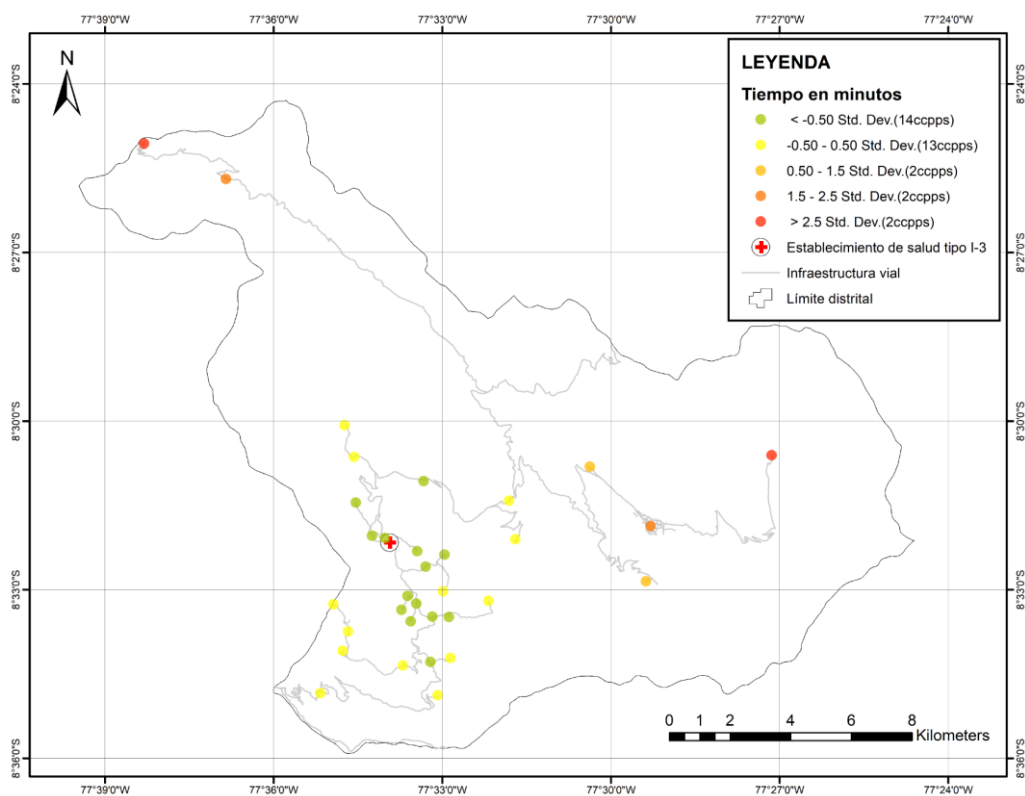 77°39'0"W 77°36'0"W 77°33'0"W 77°30'0"W 77°27'0"W 77°24'0"W
N
LEYENDA
Tiempo en minutos
< -0.50 Std. Dev.(14ccpps)
-0.50 - 0.50 Std. Dev.(13ccpps)
0.50 - 1.5 Std. Dev.(2ccpps)
1.5 - 2.5 Std. Dev.(2ccpps)
> 2.5 Std. Dev.(2ccpps)
Establecimiento de salud tipo I-3
Infraestructura vial
Límite distrital
8°24'0"S 8°24'0"S
8°27'0"S 8°27'0"S
8°30'0"S 8°30'0"S
8°33'0"S 8°33'0"S
8°36'0"S 8°36'0"S
0 1 2 4 6 8
Kilometers
77°39'0"W 77°36'0"W 77°33'0"W 77°30'0"W 77°27'0"W 77°24'0"W